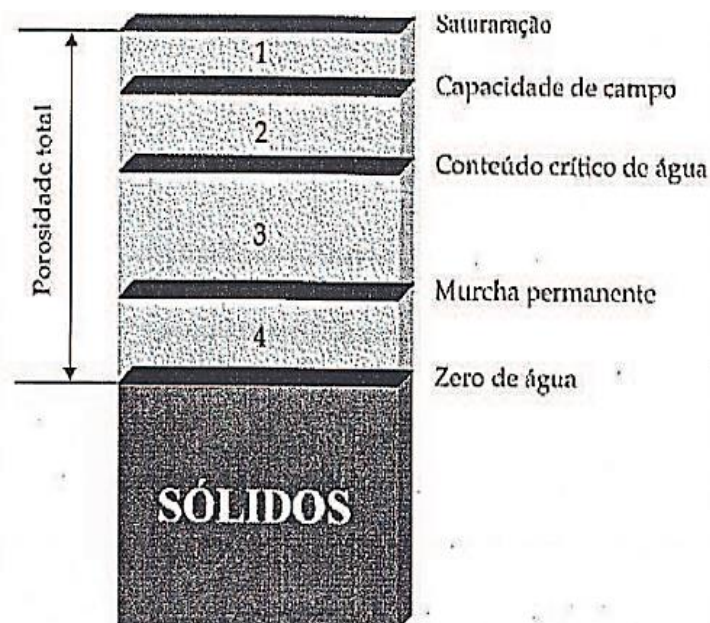 Saturaração
1
Capacidade de campo
2
Conteúdo crítico de água
Porosidade total
3
Murcha permanente
4
Zero de água
SÓLIDOS